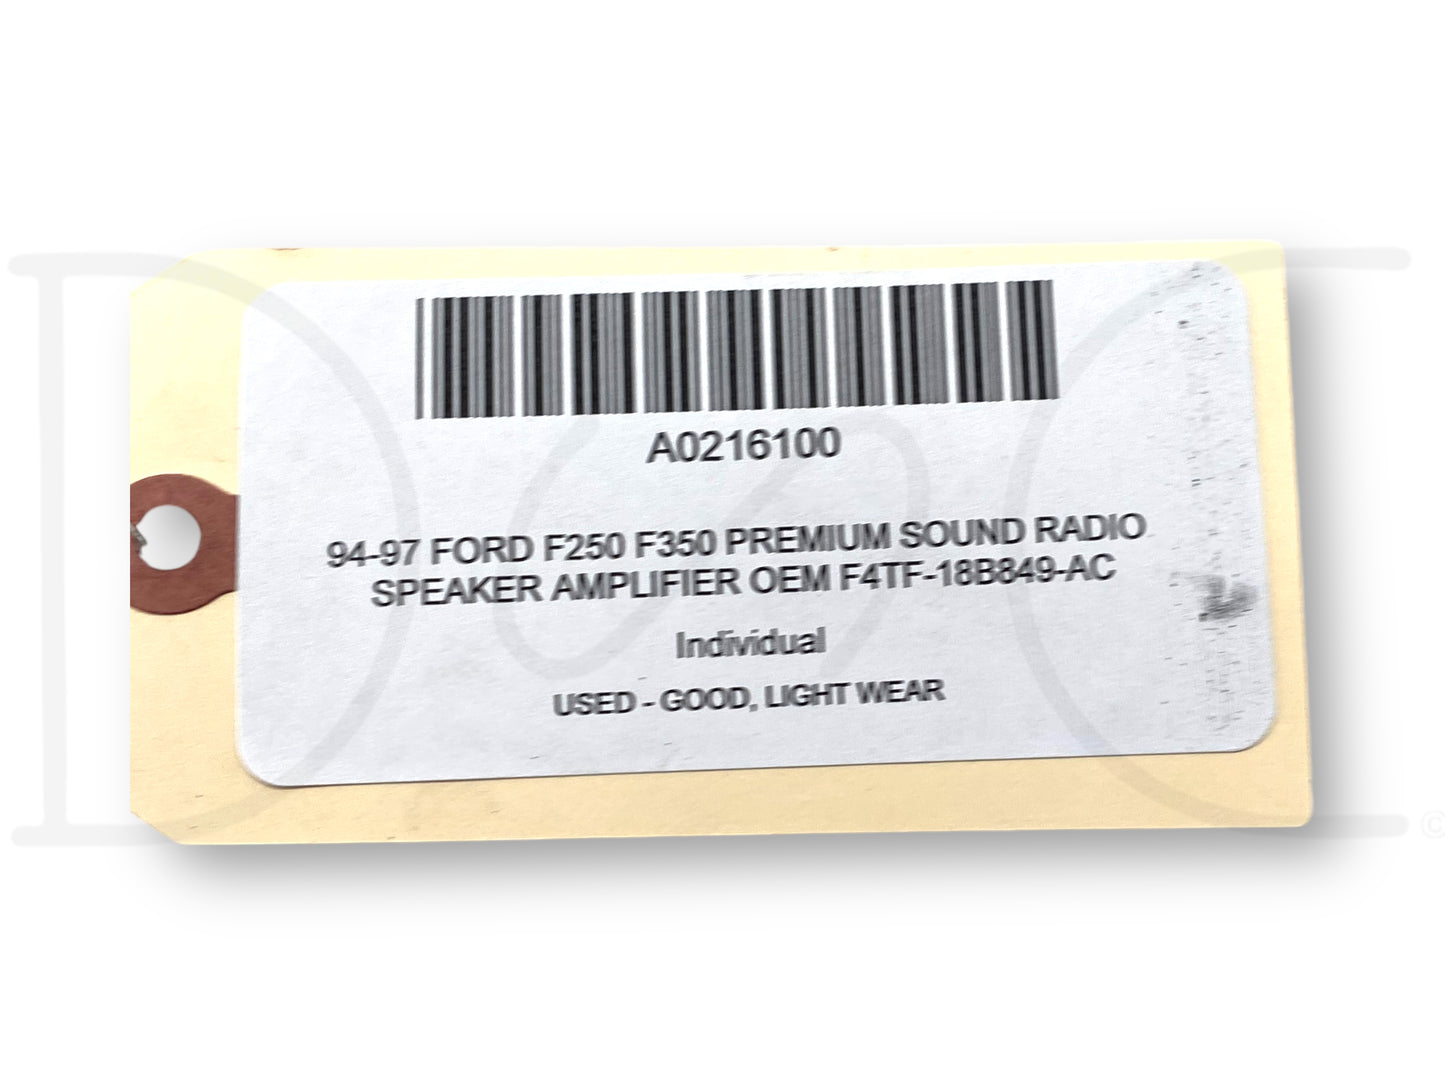 A0216100
94-97 FORD F250 F350 PREMIUM SOUND RADIO
SPEAKER AMPLIFIER OEM F4TF-18B849-AC
Individual
USED - GOOD, LIGHT WEAR
©